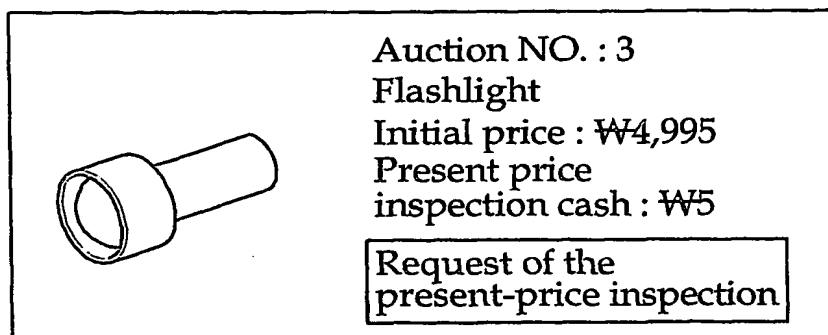 Auction NO. : 3
Flashlight
Initial price : ₩4,995
Present price
inspection cash : ₩5
Request of the
present-price inspection